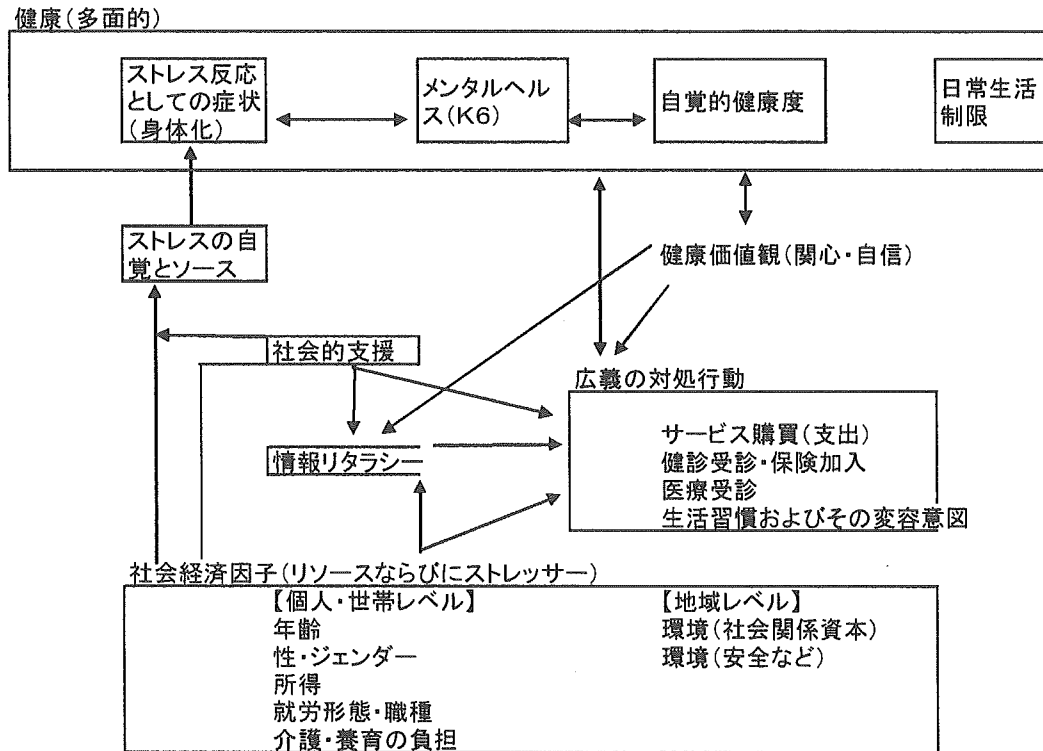 健康(多面的)
ストレス反応
としての症状
(身体化)
メンタルヘル
ス(K6)
自覚的健康度
日常生活
制限
ストレスの自
覚とソース
健康価値観(関心・自信)
社会的支援
広義の対処行動
サービス購買(支出)
健診受診・保険加入
医療受診
生活習慣およびその変容意図
情報リタラシー
社会経済因子(リソースならびにストレッサー)
【個人・世帯レベル】
年齢
性・ジェンダー
所得
就労形態・職種
介護・養育の負担
【地域レベル】
環境(社会関係資本)
環境(安全など)